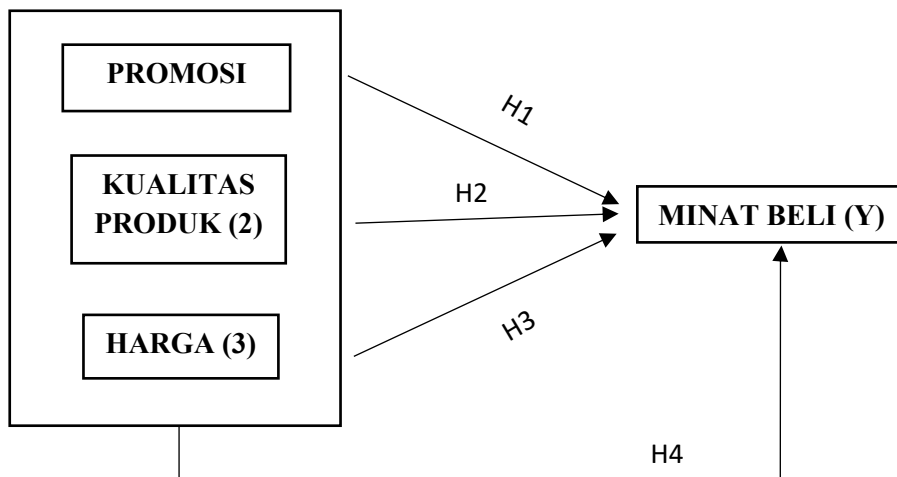 PROMOSI
H1
KUALITAS
PRODUK (2)
H2
MINAT BELI (Y)
HARGA (3)
H3
H4